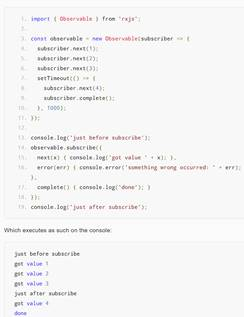 1. import { Observable } from 'rxjs';
2.
3. const observable = new Observable(subscriber => {
4. subscriber.next(1);
5. subscriber.next(2);
6. subscriber.next(3);
7. setTimeout(() => {
8. subscriber.next(4);
9. subscriber.complete();
10. }, 1000);
11. });
12.
13. console.log('just before subscribe');
14. observable.subscribe({
15. next(x) { console.log('got value ' + x); },
16. error(err) { console.error('something wrong occurred: ' + err);
},
17. complete() { console.log('done'); }
18. });
19. console.log('just after subscribe');
Which executes as such on the console:
just before subscribe
got value 1
got value 2
got value 3
just after subscribe
got value 4
done